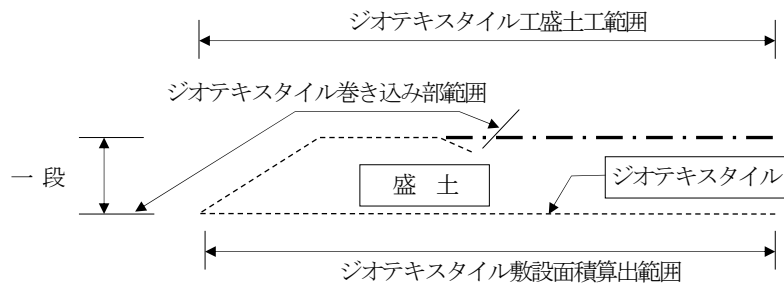 ジオテキスタイル工盛土工範囲
ジオテキスタイル巻き込み部範囲
一 段
盛 土
ジオテキスタイル
ジオテキスタイル敷設面積算出範囲